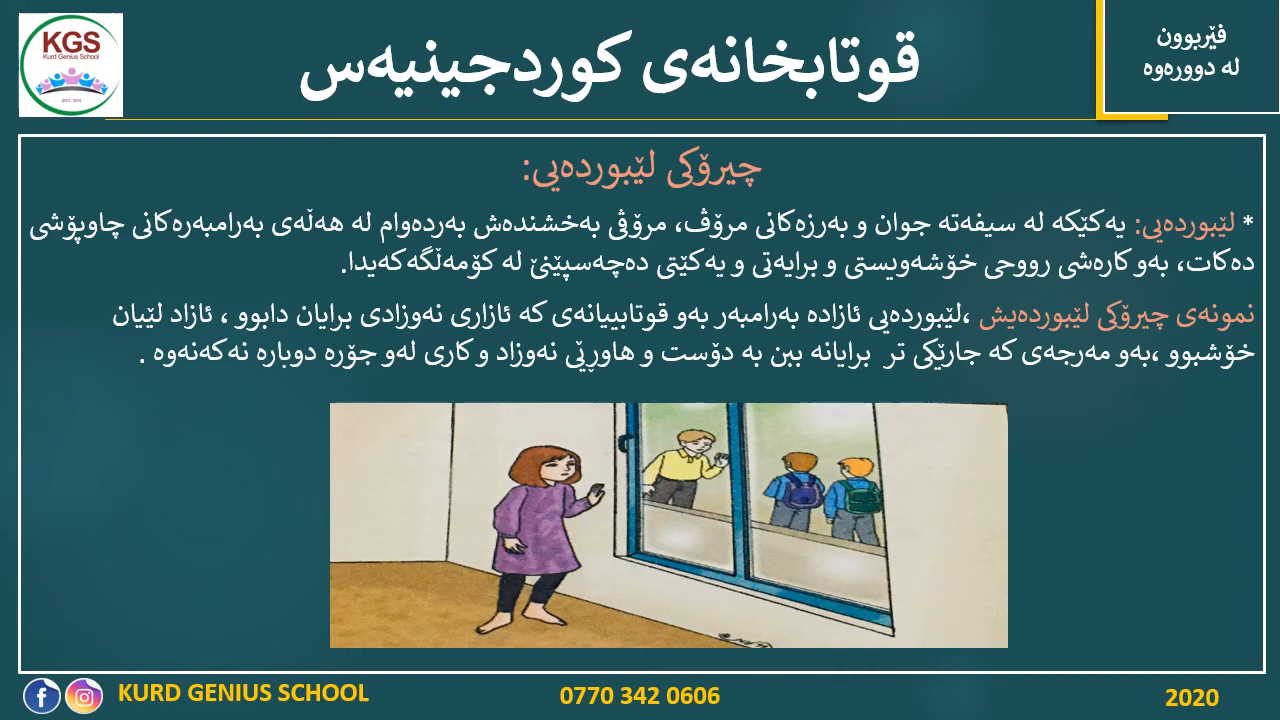 KGS
Kurd Genius School
2013 - 2014
قوتابخانەی کوردجینیەس
فێربوون
لە دوورەوە
چیرۆکی لێبوردەیی:
* لێبوردەیی: یەکێکە لە سیفەتە جوان و بەرزەکانی مرۆڤ، مرۆڤی بەخشندەش بەردەوام لە هەڵەی بەرامبەرەکانی چاوپۆشی
دەکات، بەو کارەشی رووحی خۆشەویستی و برایەتی و یەکێتی دەچەسپێنێ لە کۆمەڵگەکەیدا.
نمونەی چیرۆکی لێبوردەیش ،لێبوردەیی ئازادە بەرامبەر بەو قوتابییانەی کە ئازاری نەوزادی برایان دابوو ، ئازاد لێیان
خۆشبوو ،بەو مەرجەی کە جارێکی تر برایانە ببن بە دۆست و هاورێی نەوزاد و کاری لەو جۆرە دوبارە نەکەنەوە .
KURD GENIUS SCHOOL
0770 342 0606
2020